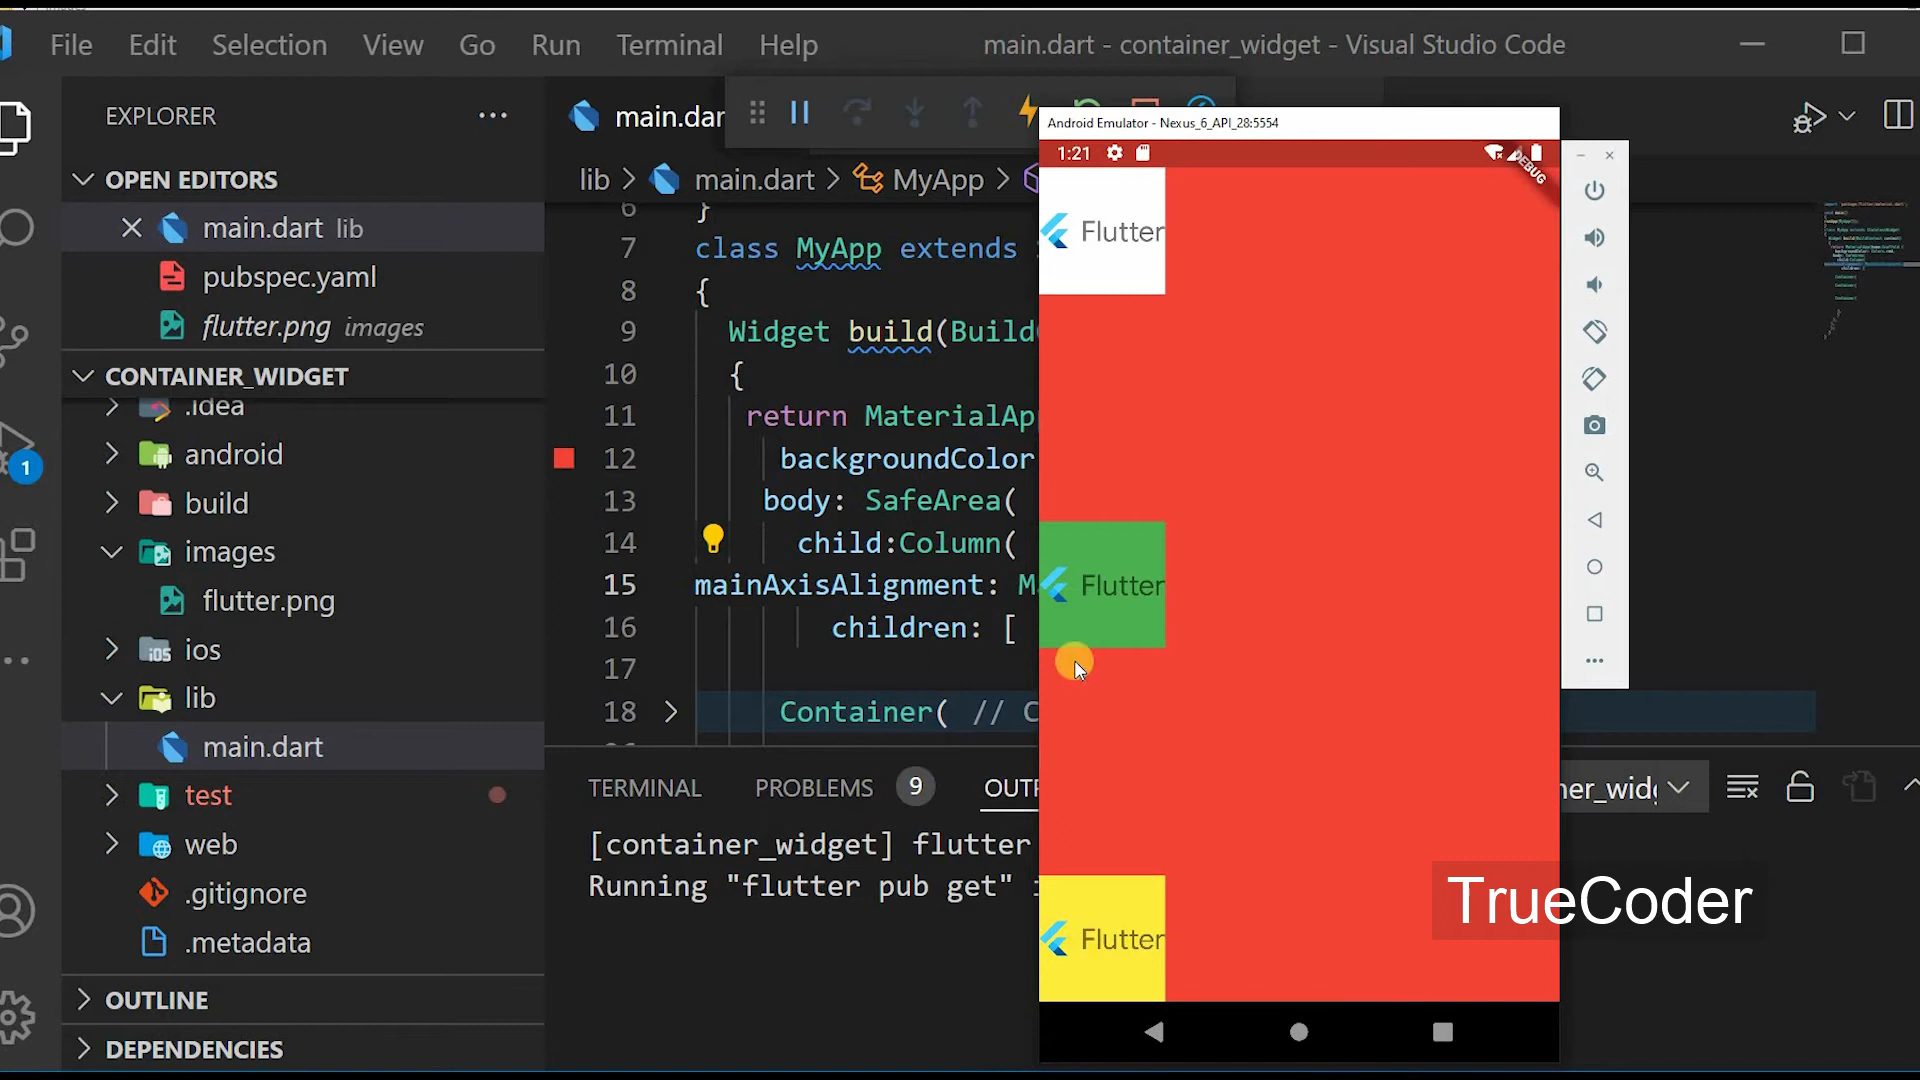 File Edit Selection View Go Run Terminal Help main.dart - container_widget - Visual Studio Code
EXPLORER
OPEN EDITORS
main.dart lib
pubspec.yaml
flutter.png images
CONTAINER_WIDGET
.idea
android
build
images
flutter.png
ios
lib
main.dart
test
web
.gitignore
.metadata
OUTLINE
DEPENDENCIES
1
main.dar
lib > main.dart > MyApp >
6 }
7 class MyApp extends
8 {
9 Widget build(Build
10 {
11 return MaterialAp
12 backgroundColor
13 body: SafeArea(
14 child:Column(
15 mainAxisAlignment: M
16 children: [
17
18 Container( // C
TERMINAL PROBLEMS 9 OUT
[container_widget] flutter
Running "flutter pub get"
Android Emulator - Nexus_6_API_28:5554
1:21
DEBUG
Flutter
Flutter
Flutter
ner_widg
TrueCoder